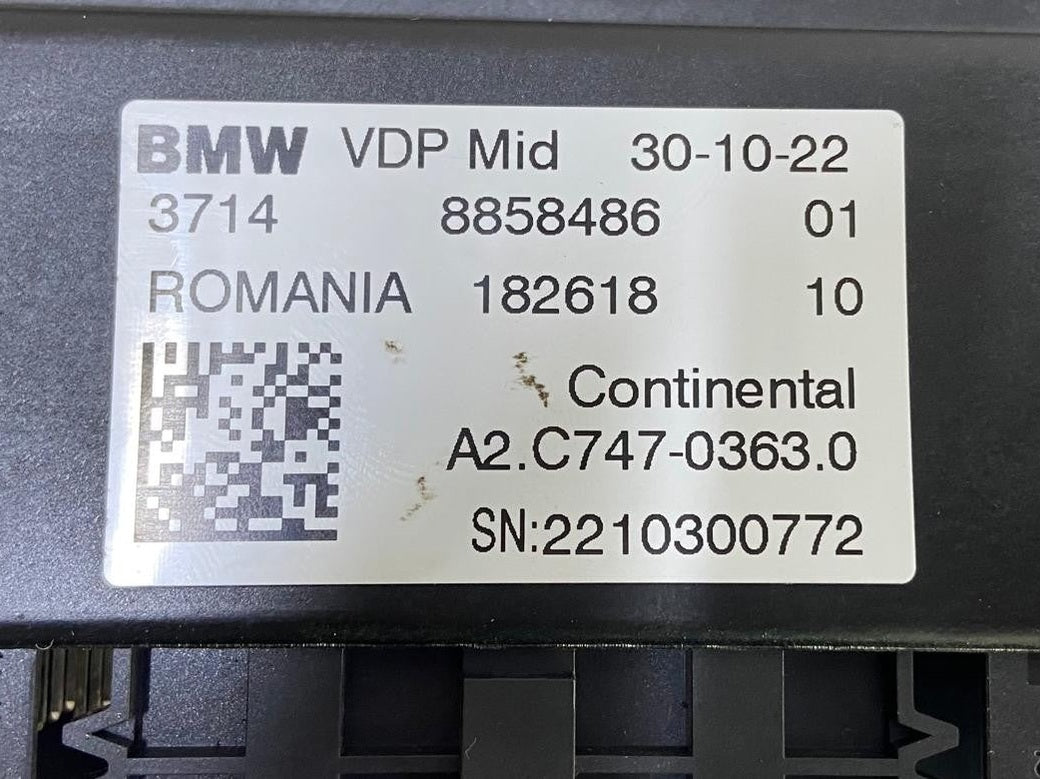 BMW VDP Mid 30-10-22
3714 8858486 01
ROMANIA 182618 10
Continental
A2.C747-0363.0
SN:2210300772